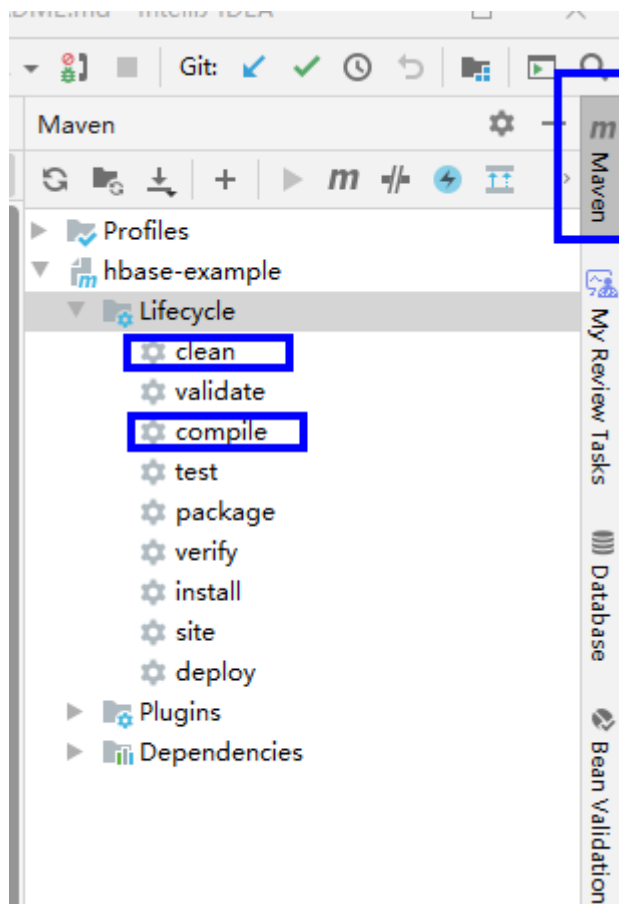 Git:
Maven
m
Profiles
m hbase-example
Lifecycle
clean
validate
compile
test
package
verify
install
site
deploy
Plugins
Dependencies
m Maven
My Review Tasks
Database
Bean Validation